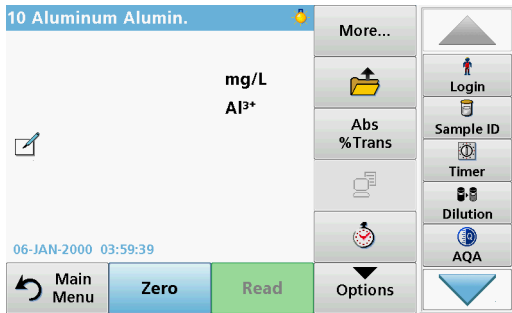 10 Aluminum Alumin.
mg/L
Al³⁺
06-JAN-2000 03:59:39
Main
Menu
Zero
Read
More...
Abs
%Trans
Options
Login
Sample ID
Timer
Dilution
AQA